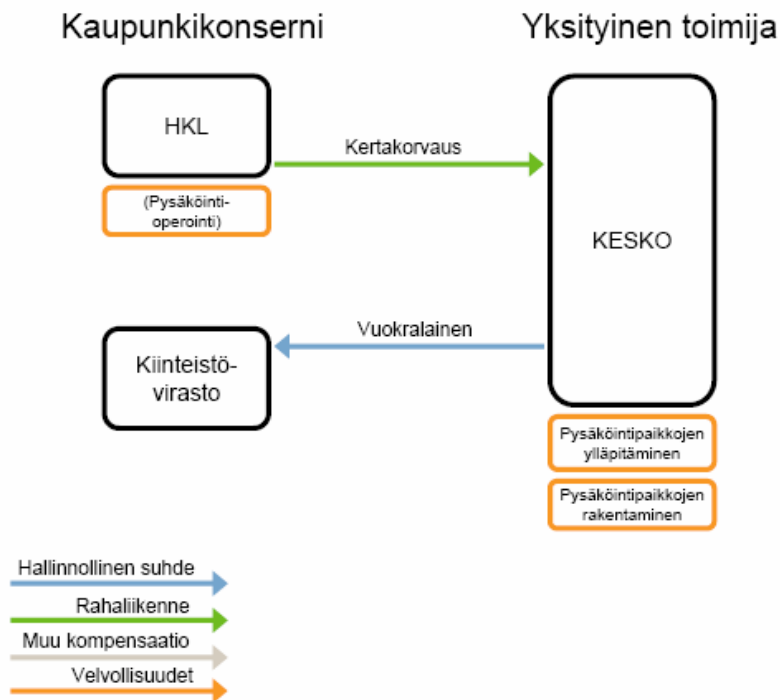 Kaupunkikonserni
Yksityinen toimija
HKL
Kertakorvaus
(Pysäköinti-
operointi)
KESKO
Vuokralainen
Kiinteistö-
virasto
Pysäköintipaikkojen
ylläpitäminen
Pysäköintipaikkojen
rakentaminen
Hallinnollinen suhde
Rahaliikenne
Muu kompensaatio
Velvollisuudet